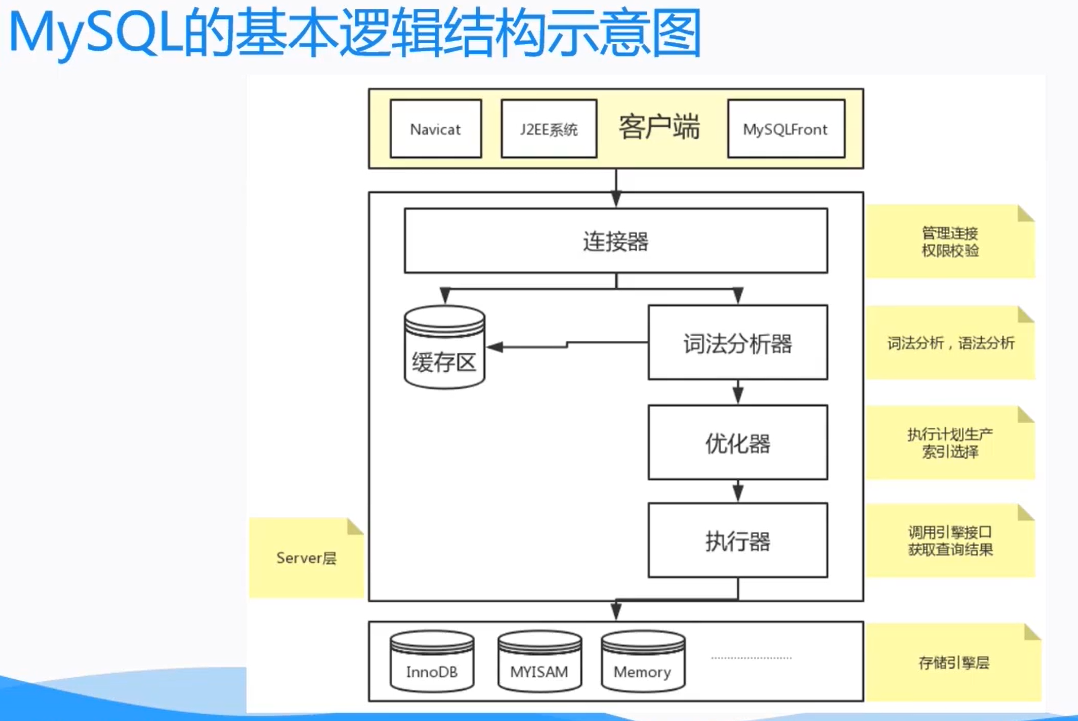 MySQL的基本逻辑结构示意图
Navicat
J2EE系统
客户端
MySQLFront
连接器
管理连接
权限校验
缓存区
词法分析器
词法分析，语法分析
优化器
执行计划生产
索引选择
执行器
调用引擎接口
获取查询结果
Server层
InnoDB
MYISAM
Memory
存储引擎层